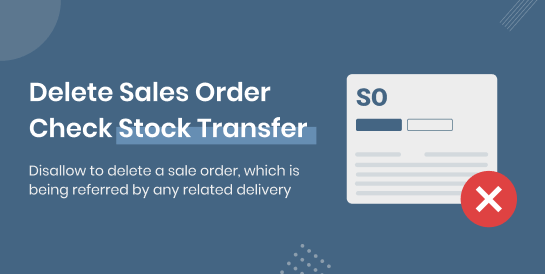 Delete Sales Order
Check Stock Transfer
Disallow to delete a sale order, which is
being referred by any related delivery
SO